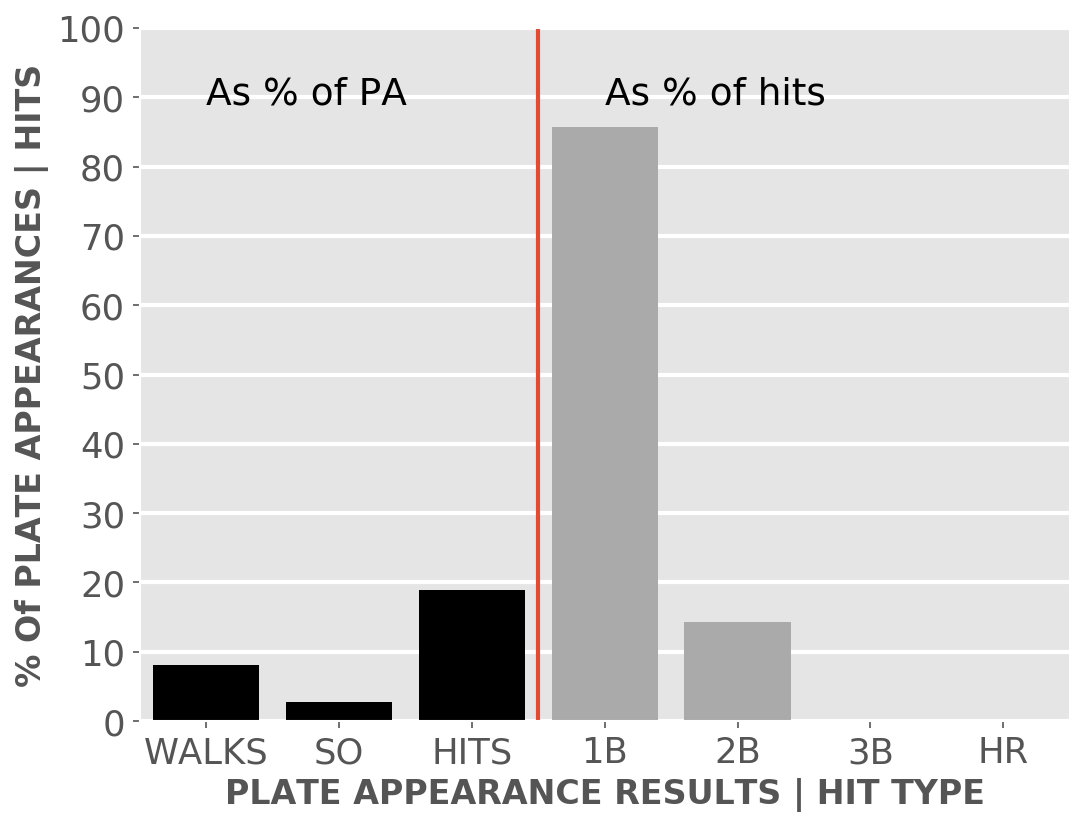 % Of PLATE APPEARANCES | HITS
100
90
80
70
60
50
40
30
20
10
0
As % of PA
As % of hits
WALKS SO HITS 1B 2B 3B HR
PLATE APPEARANCE RESULTS | HIT TYPE